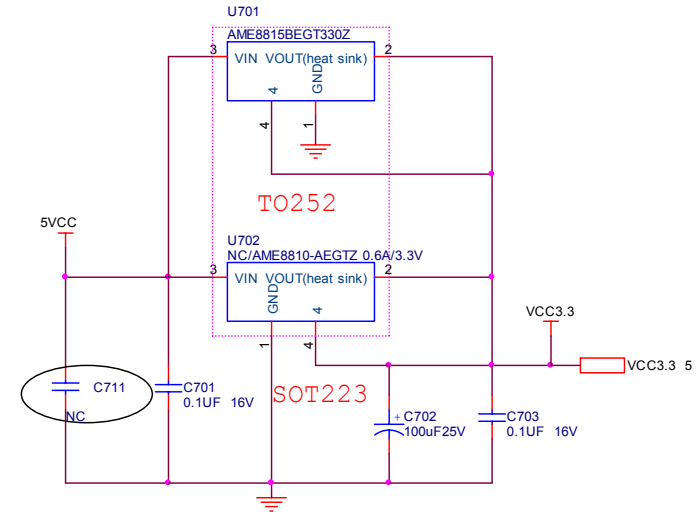 U701
AME8815BEGT330Z
3 VIN VOUT(heat sink) 2
4 GND
4 1
TO252
5VCC
U702
NC/AME8810-AEGTZ 0.6A/3.3V
3 VIN VOUT(heat sink) 2
GND 4
1 4
VCC3.3
VCC3.3 5
C711
NC
C701
0.1UF 16V
SOT223
+ C702
100uF25V
C703
0.1UF 16V